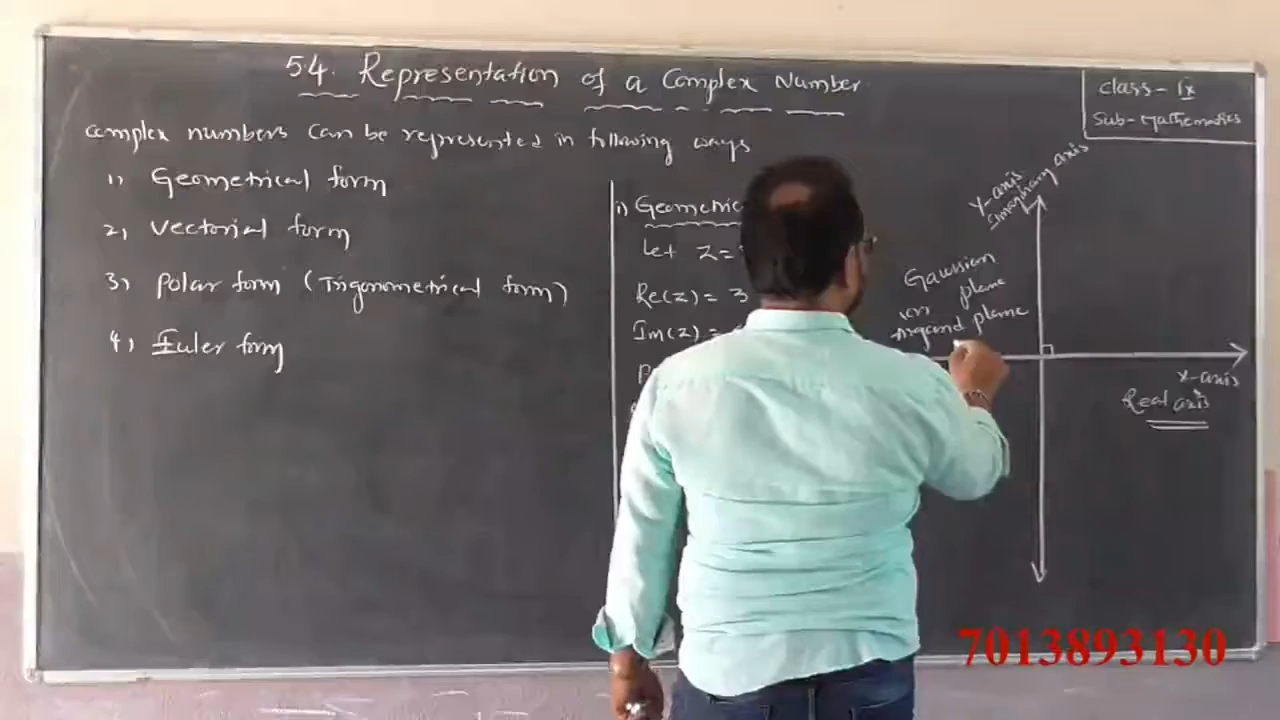 54. Representation of a Complex Number
Class - IX
Sub - Mathematics
Complex numbers can be represented in following ways
1) Geometrical form
2) Vectorial form
3) Polar form (Trigonometrical form)
4) Euler form
i) Geometric
Let Z =
Re(z) = 3
Im(z) =
Y-axis
Imaginary axis
Gaussian
plane
Argand plane
x-axis
Real axis
7013893130